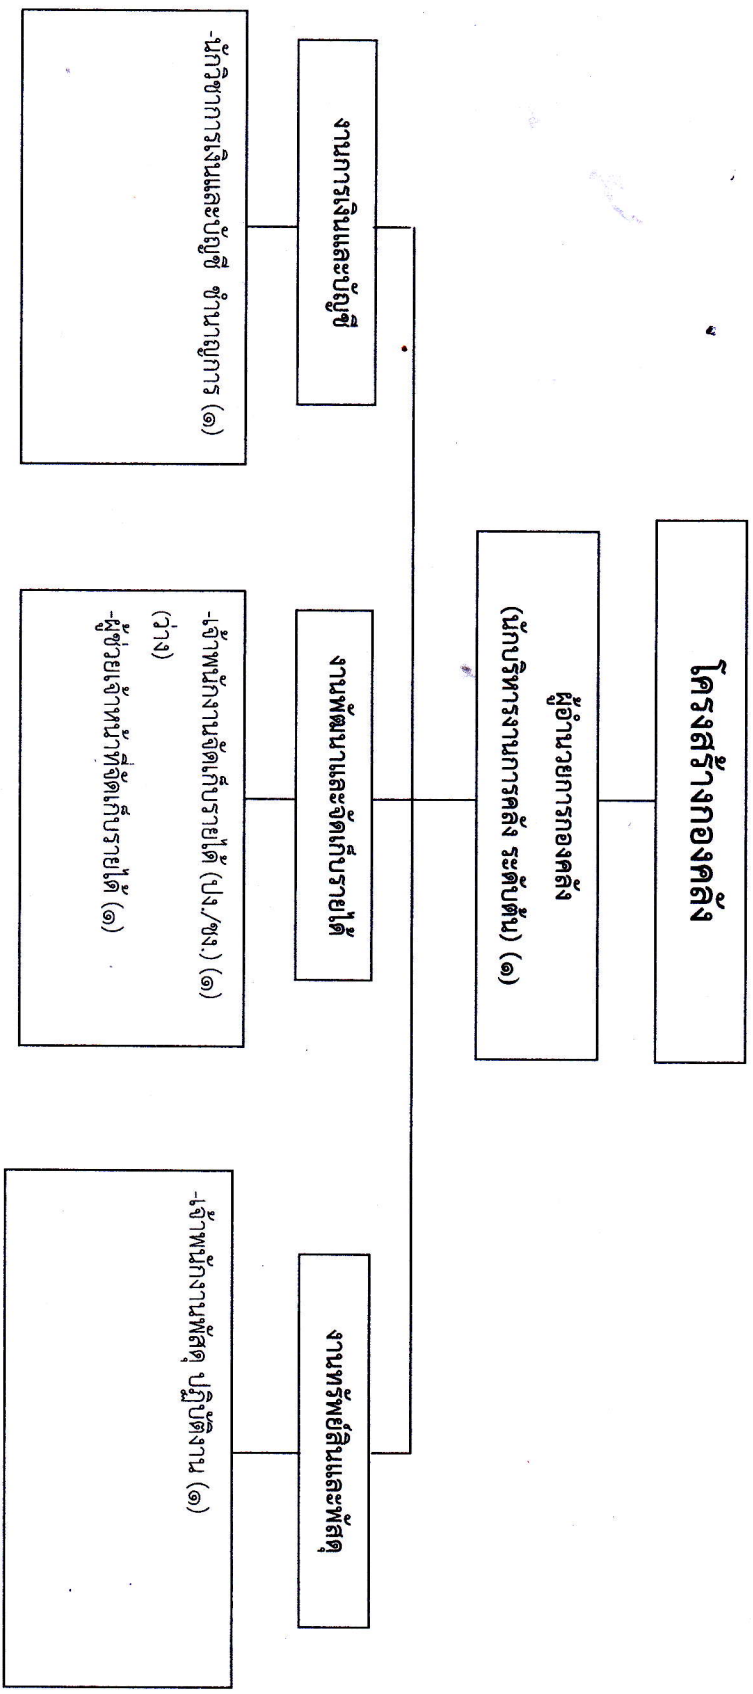 โครงสร้างกองคลัง
ผู้อำนวยการกองคลัง
(นักบริหารงานการคลัง ระดับต้น) (๑)
งานการเงินและบัญชี
-นักวิชาการเงินและบัญชี ชำนาญการ (๑)
งานพัฒนาและจัดเก็บรายได้
-เจ้าพนักงานจัดเก็บรายได้ (ปง./ชง.) (๑)
(ว่าง)
-ผู้ช่วยเจ้าหน้าที่จัดเก็บรายได้ (๑)
งานทรัพย์สินและพัสดุ
-เจ้าพนักงานพัสดุ ปฏิบัติงาน (๑)